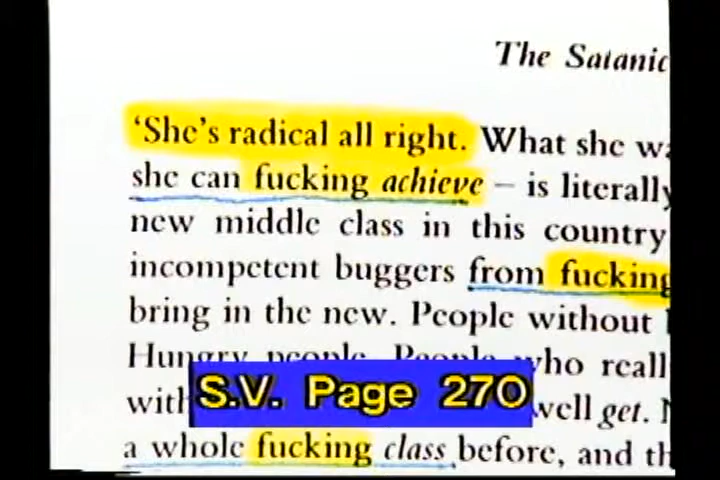 The Satanic
'She's radical all right. What she
she can fucking achieve – is literally
new middle class in this country
incompetent buggers from fucking
bring in the new. People without
Hungry people. People who reall
with
S.V. Page 270
well get.
a whole fucking class before, and th